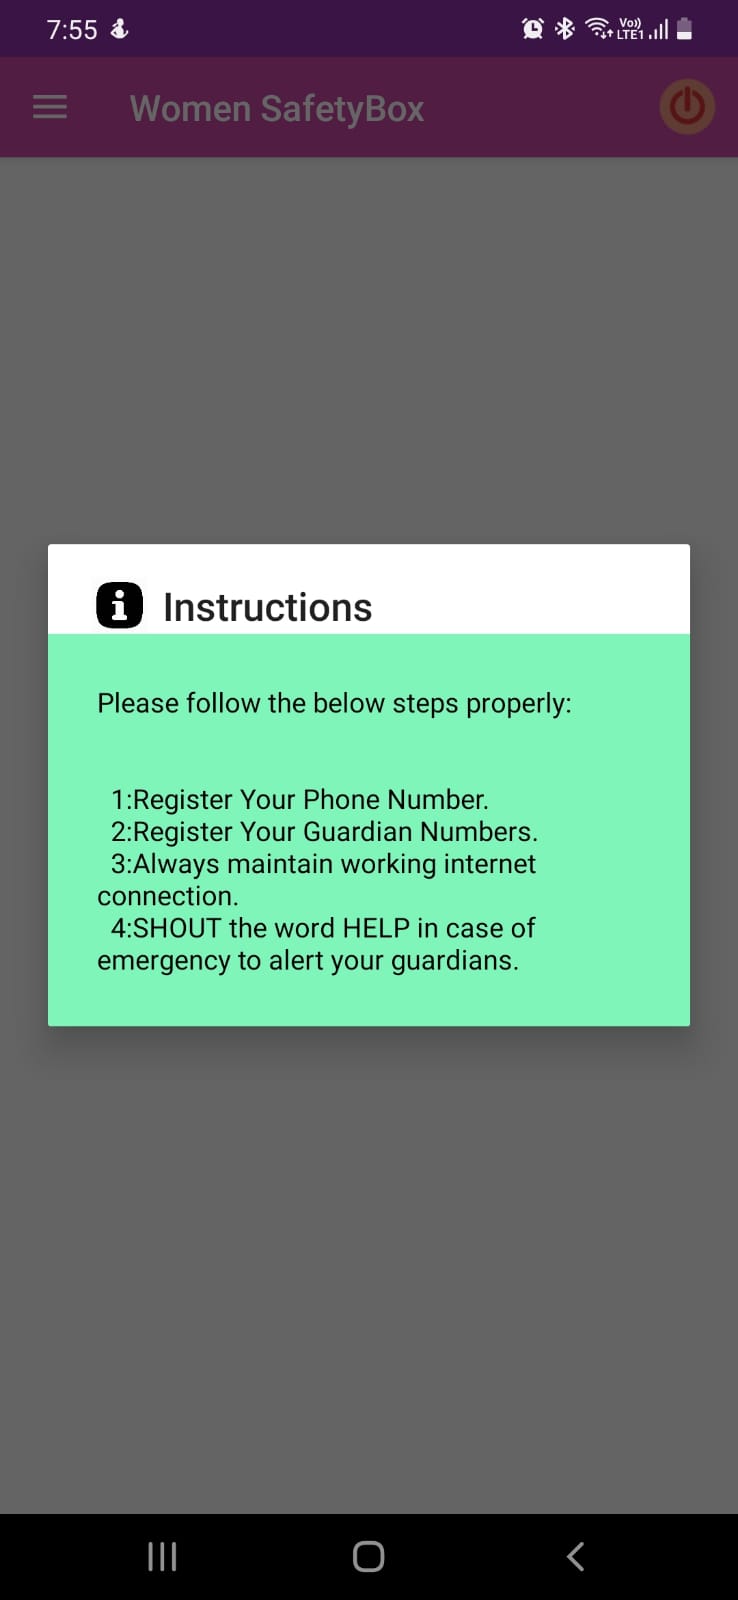 7:55
Vo))
LTE1
Women SafetyBox
Instructions
Please follow the below steps properly:
1:Register Your Phone Number.
2:Register Your Guardian Numbers.
3:Always maintain working internet
connection.
4:SHOUT the word HELP in case of
emergency to alert your guardians.